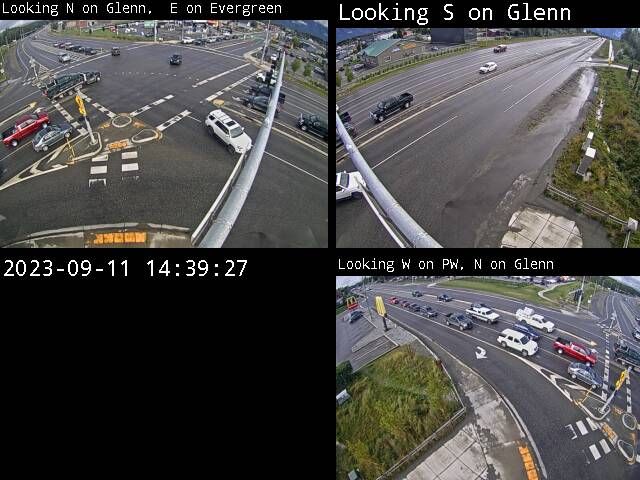 Looking N on Glenn,  E on Evergreen
Looking S on Glenn
2023-09-11 14:39:27
Looking W on PW, N on Glenn